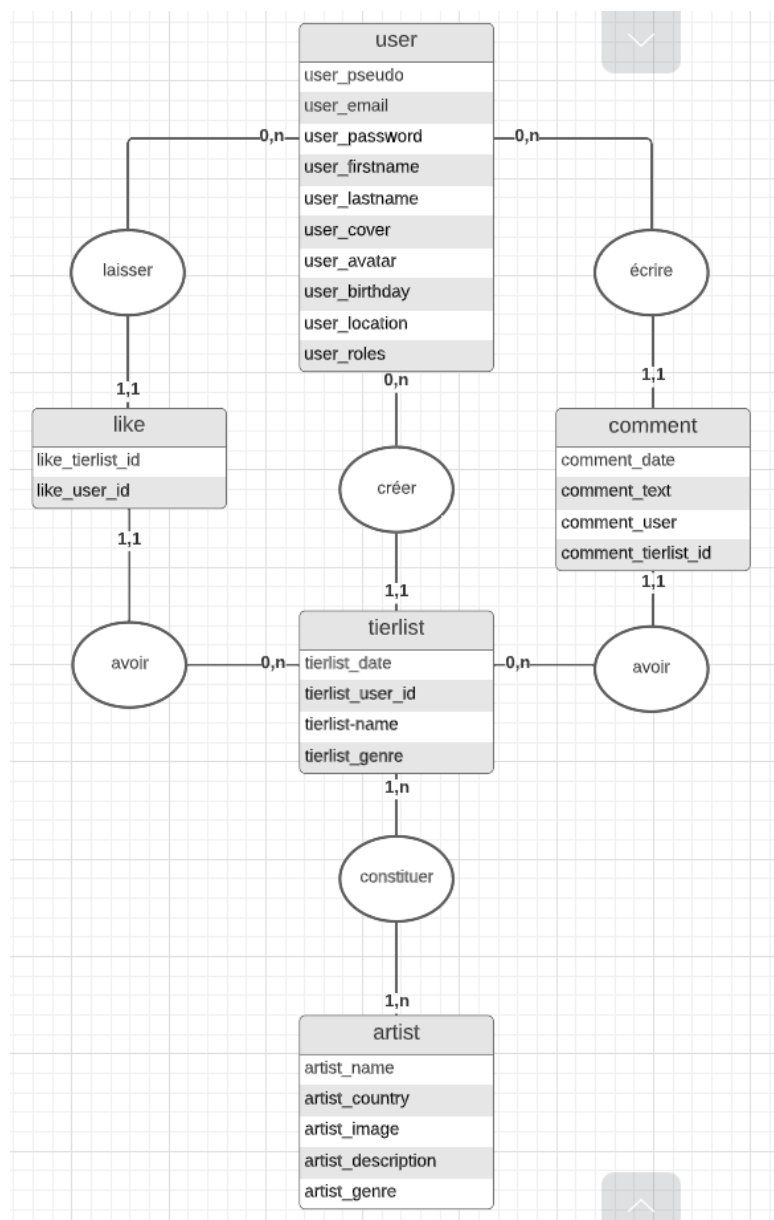 user
user_pseudo
user_email
0,n
user_password
0,n
user_firstname
user_lastname
user_cover
user_avatar
laisser
écrire
user_birthday
user_location
user_roles
0,n
1,1
1,1
like
comment
like_tierlist_id
comment_date
like_user_id
créer
comment_text
comment_user
1,1
comment_tierlist_id
1,1
1,1
tierlist
avoir
0,n
tierlist_date
0,n
avoir
tierlist_user_id
tierlist-name
tierlist_genre
1,n
constituer
1,n
artist
artist_name
artist_country
artist_image
artist_description
artist_genre